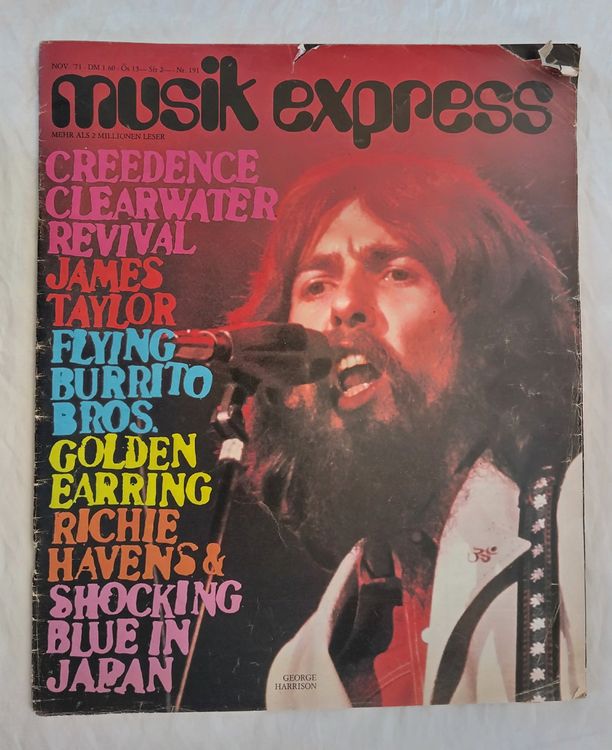 NOV. '71 · DM 1.60 · Ös 13— Sfr 2—· Nr. 191
musik express
MEHR ALS 2 MILLIONEN LESER
CREEDENCE
CLEARWATER
REVIVAL
JAMES
TAYLOR
FLYING
BURRITO
BROS.
GOLDEN
EARRING
RICHIE
HAVENS &
SHOCKING
BLUE IN
JAPAN
GEORGE
HARRISON
ॐ